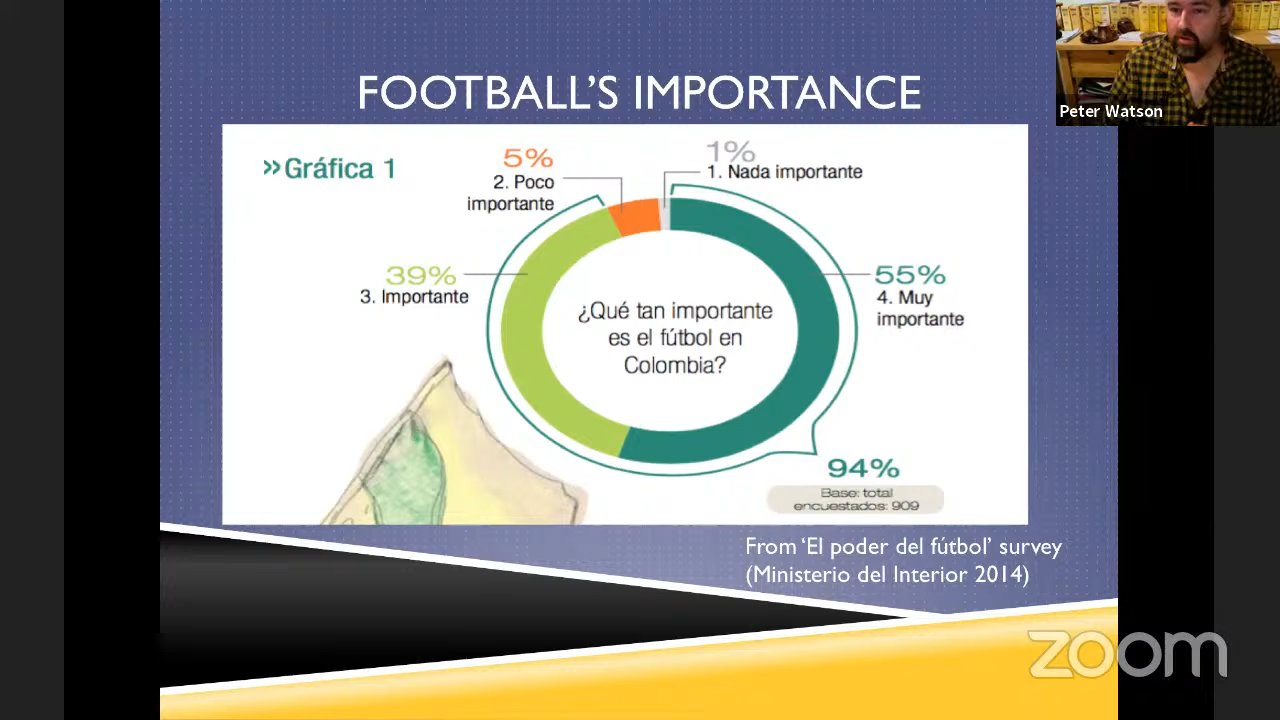 FOOTBALL'S IMPORTANCE
Peter Watson
>> Gráfica 1
5%
2. Poco
importante
1%
1. Nada importante
39%
3. Importante
55%
4. Muy
importante
¿Qué tan importante
es el fútbol en
Colombia?
94%
Base: total
encuestados: 909
From 'El poder del fútbol' survey
(Ministerio del Interior 2014)
zoom